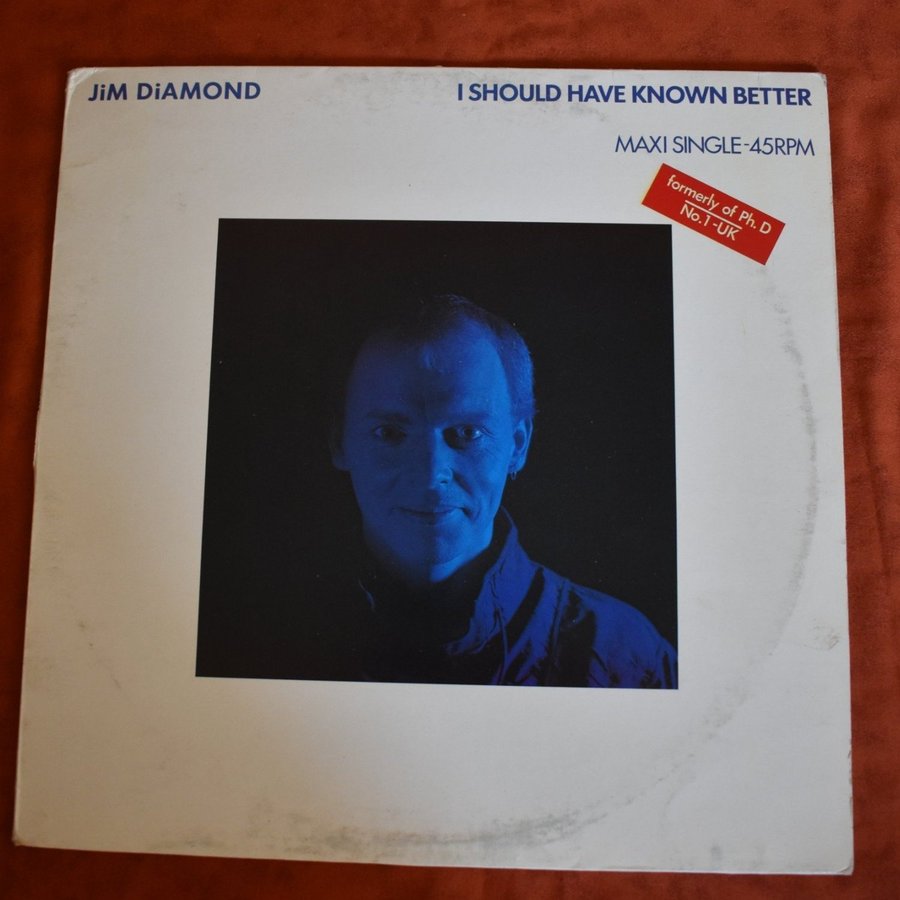 JiM DiAMOND
I SHOULD HAVE KNOWN BETTER
MAXI SINGLE-45RPM
formerly of Ph. D
No.1-UK